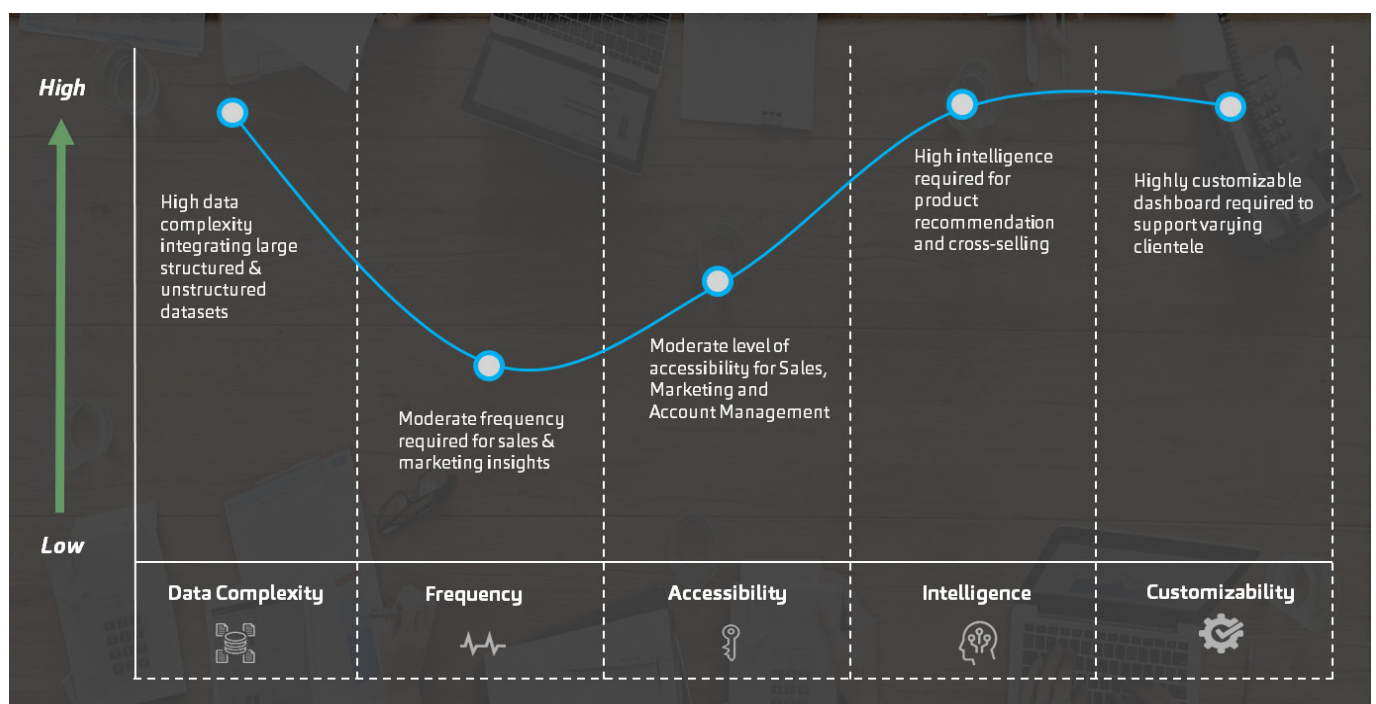 High
Low
High data
complexity
integrating large
structured &
unstructured
datasets
Moderate frequency
required for sales &
marketing insights
Moderate level of
accessibility for Sales,
Marketing and
Account Management
High intelligence
required for
product
recommendation
and cross-selling
Highly customizable
dashboard required to
support varying
clientele
Data Complexity
Frequency
Accessibility
Intelligence
Customizability